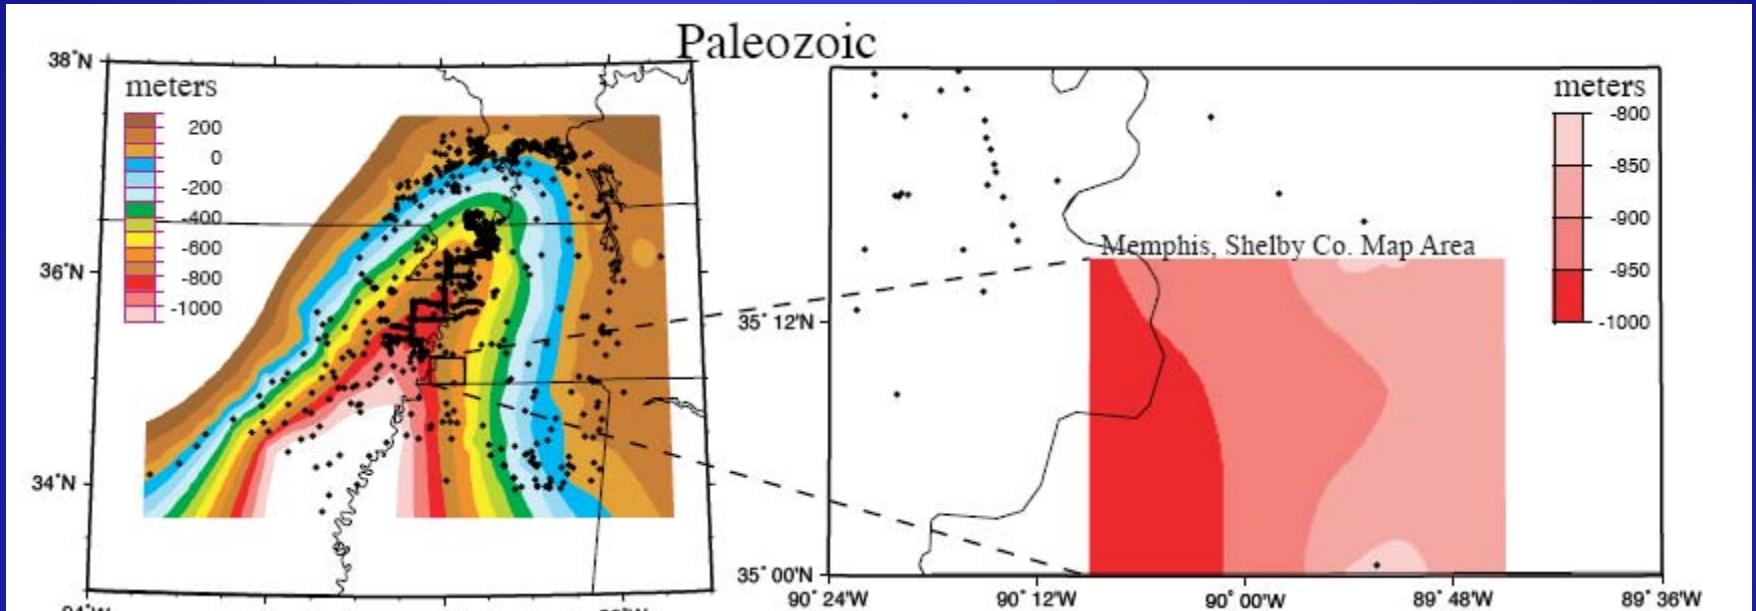 Paleozoic
38°N
meters
200
0
-200
-400
-600
-800
-1000
36°N
34°N
meters
-800
-850
-900
-950
-1000
Memphis, Shelby Co. Map Area
35° 12'N
35° 00'N
90° 24'W
90° 12'W
90° 00'W
89° 48'W
89° 36'W